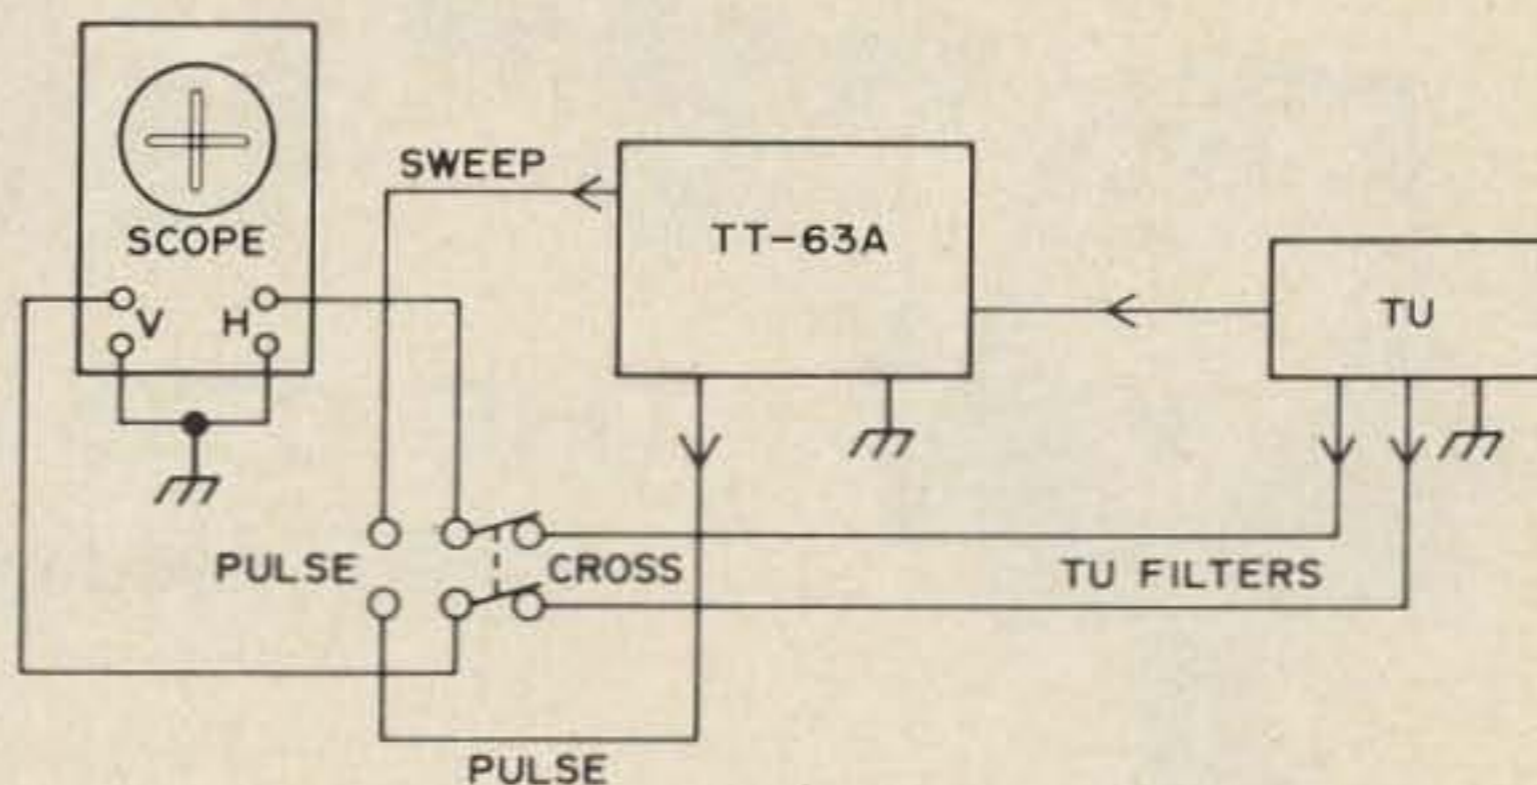 SWEEP
TT-63A
SCOPE
V H
TU
PULSE
CROSS
TU FILTERS
PULSE